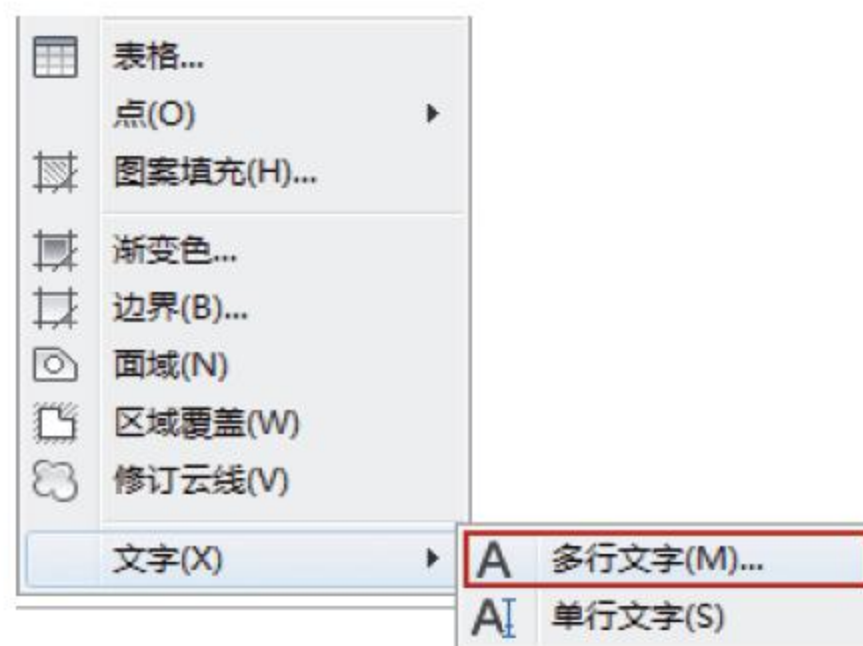 表格...
点(O)
图案填充(H)...
渐变色...
边界(B)...
面域(N)
区域覆盖(W)
修订云线(V)
文字(X)
A 多行文字(M)...
A 单行文字(S)